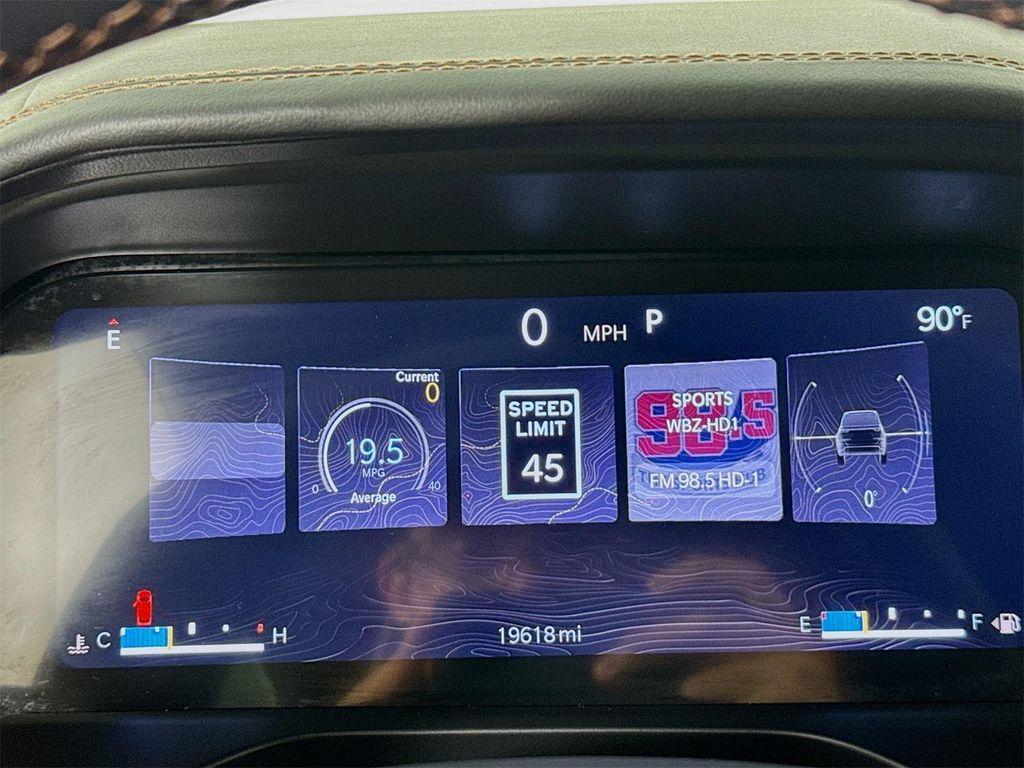 E
0 MPH P
90°F
Current
0
19.5
MPG
0 40
Average
SPEED
LIMIT
45
98.5
SPORTS
WBZ-HD1
FM 98.5 HD-1
0°
C H
19618 mi
E F